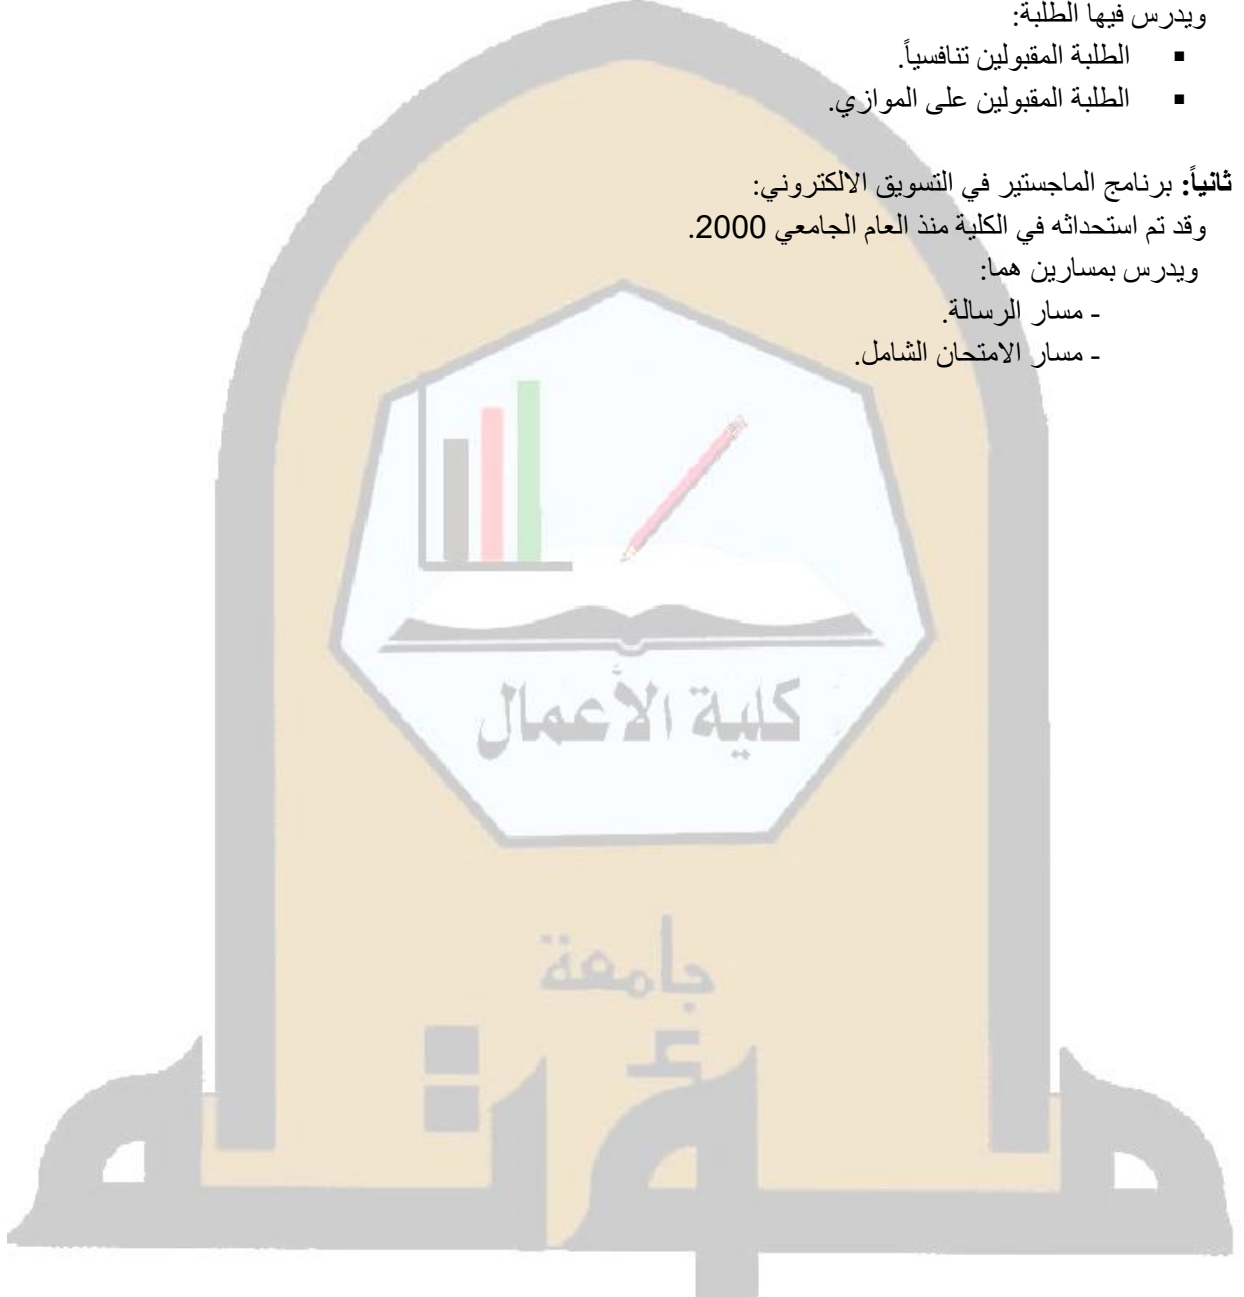 ويدرس فيها الطلبة:
▪ الطلبة المقبولين تنافسياً.
▪ الطلبة المقبولين على الموازي.
ثانياً: برنامج الماجستير في التسويق الالكتروني:
وقد تم استحداثه في الكلية منذ العام الجامعي 2000.
ويدرس بمسارين هما:
- مسار الرسالة.
- مسار الامتحان الشامل.
كلية الأعمال
جامعة
مؤته